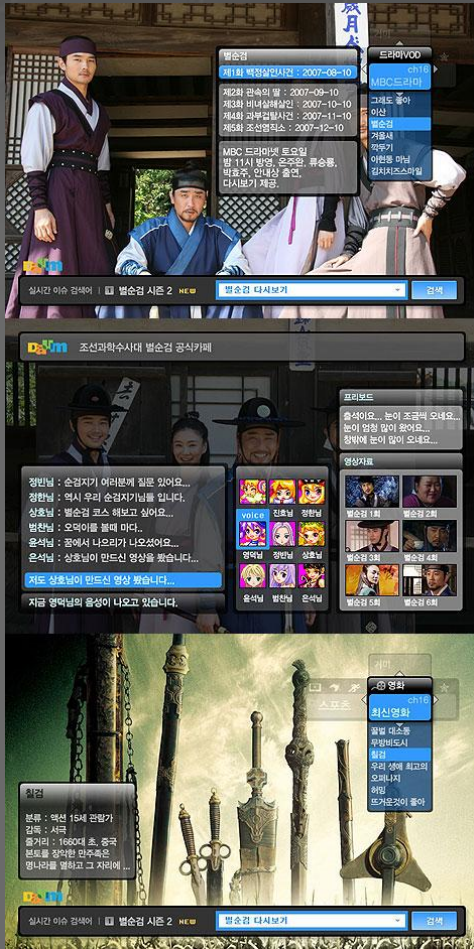 歲月
별순검
제1화 백정살인사건 : 2007-08-10
제2화 관속의 딸 : 2007-09-10
제3화 비녀살해살인 : 2007-10-10
제4화 과부겁탈사건 : 2007-11-10
제5화 조선염직소 : 2007-12-10
MBC 드라마넷 토요일
밤 11시 방영, 온주완, 류승룡,
박효주, 안내상 출연,
다시보기 제공.
드라마VOD
ch16
MBC드라마
그래도 좋아
이산
별순검
겨울새
깍두기
아현동 마님
김치치즈스마일
Daum
실시간 이슈 검색어 | 1 별순검 시즌 2 NEW
별순검 다시보기
검색
Daum 조선과학수사대 별순검 공식카페
프리보드
출석이요... 눈이 조금씩 오네요...
눈이 엄청 많이 왔어요...
창밖에 눈이 많이 오네요...
정빈님 : 순검지기 여러분께 질문 있어요...
정한님 : 역시 우리 순검지기님들 입니다.
상호님 : 별순검 코스 해보고 싶어요...
범찬님 : 오덕이를 볼때 마다..
윤석님 : 꿈에서 나으리가 나오셨어요...
은석님 : 상호님이 만드신 영상을 봤습니다...
저도 상호님이 만드신 영상 봤습니다...
지금 영덕님의 음성이 나오고 있습니다.
voice 진호님 정한님
영덕님 정빈님 상호님
윤석님 범찬님 은석님
영상자료
별순검 1회 별순검 2회
별순검 3회 별순검 4회
별순검 5회 별순검 6회
스포츠
영화
ch16
최신영화
꿀벌 대소동
무방비도시
칠검
우리 생애 최고의
오퍼나지
허밍
뜨거운것이 좋아
칠검
분류 : 액션 15세 관람가
감독 : 서극
줄거리 : 1660대 초, 중국
본토를 장악한 만주족은
명나라를 멸하고 그 자리에 ...
Daum
실시간 이슈 검색어 | 1 별순검 시즌 2 NEW
별순검 다시보기
검색